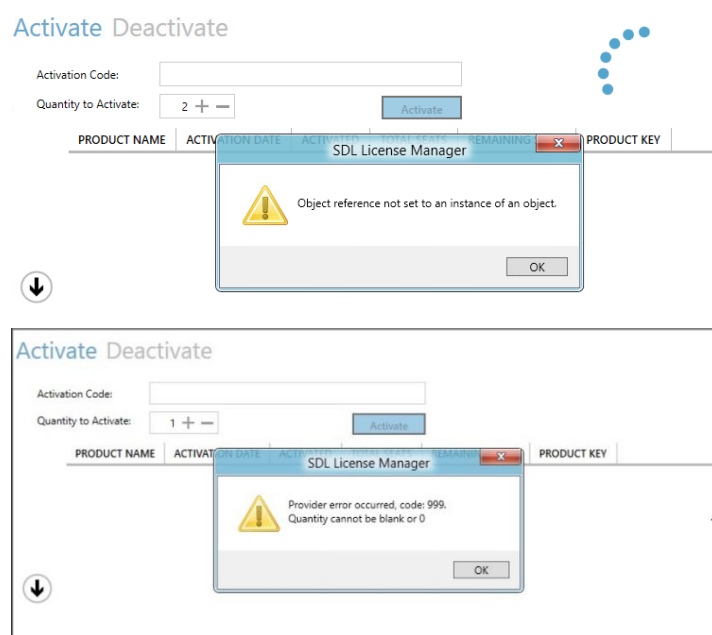 Activate Deactivate
Activation Code:
Quantity to Activate: 2
Activate
PRODUCT NAME ACTIVATION DATE ACTIVATED TOTAL SEATS REMAINING PRODUCT KEY
SDL License Manager
Object reference not set to an instance of an object.
OK
Activate Deactivate
Activation Code:
Quantity to Activate: 1
Activate
PRODUCT NAME ACTIVATION DATE ACTIVATED TOTAL SEATS PRODUCT KEY
SDL License Manager
Provider error occurred, code: 999.
Quantity cannot be blank or 0
OK